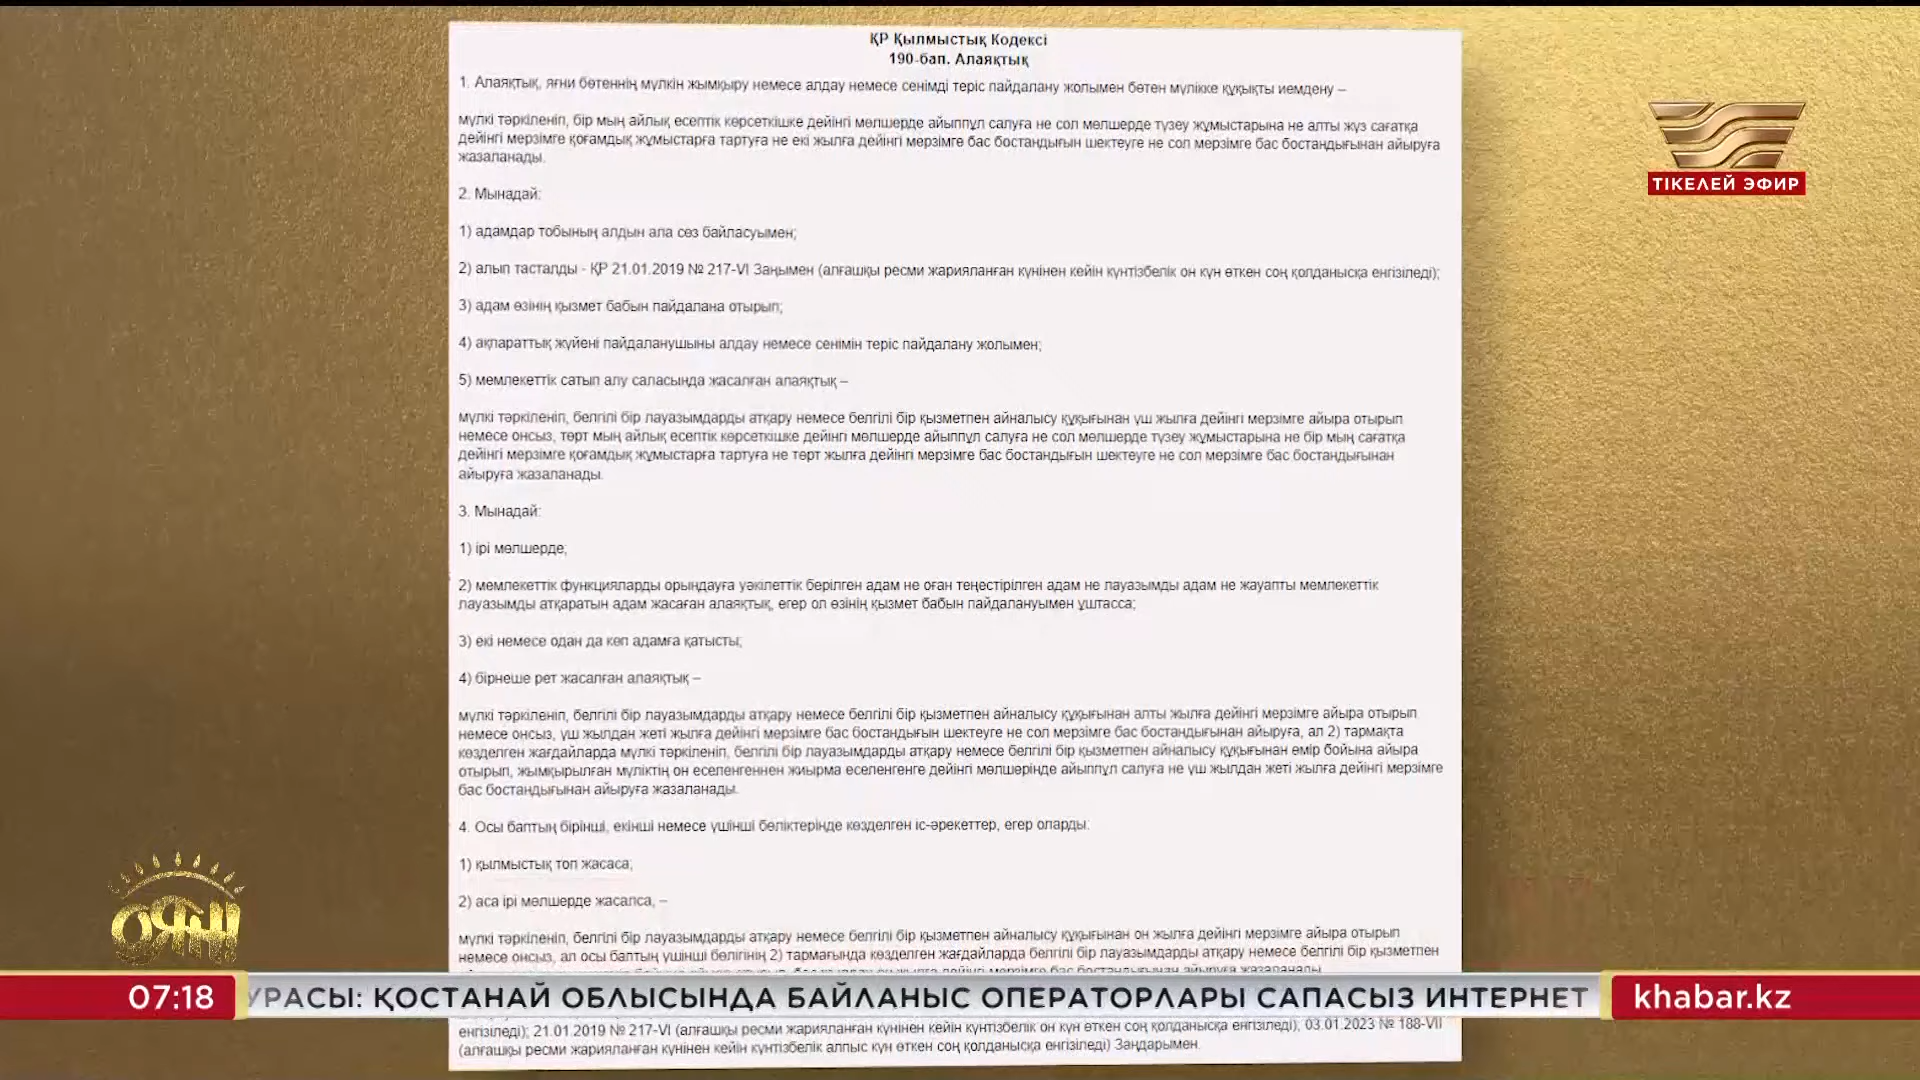 ҚР Қылмыстық Кодексі
190-бап. Алаяқтық
1. Алаяқтық, яғни бөтеннің мүлкін жымқыру немесе алдау немесе сенімді теріс пайдалану жолымен бөтен мүлікке құқықты иемдену –
мүлкі тәркіленіп, бір мың айлық есептік көрсеткішке дейінгі мөлшерде айыппұл салуға не сол мөлшерде түзеу жұмыстарына не алты жүз сағатқа
дейінгі мерзімге қоғамдық жұмыстарға тартуға не екі жылға дейінгі мерзімге бас бостандығын шектеуге не сол мерзімге бас бостандығынан айыруға
жазаланады.
2. Мынадай:
1) адамдар тобының алдын ала сөз байласуымен;
2) алып тасталды - ҚР 21.01.2019 № 217-VI Заңымен (алғашқы ресми жарияланған күнінен кейін күнтізбелік он күн өткен соң қолданысқа енгізіледі);
3) адам өзінің қызмет бабын пайдалана отырып;
4) ақпараттық жүйені пайдаланушыны алдау немесе сенімін теріс пайдалану жолымен;
5) мемлекеттік сатып алу саласында жасалған алаяқтық –
мүлкі тәркіленіп, белгілі бір лауазымдарды атқару немесе белгілі бір қызметпен айналысу құқығынан үш жылға дейінгі мерзімге айыра отырып
немесе онсыз, төрт мың айлық есептік көрсеткішке дейінгі мөлшерде айыппұл салуға не сол мөлшерде түзеу жұмыстарына не бір мың сағатқа
дейінгі мерзімге қоғамдық жұмыстарға тартуға не төрт жылға дейінгі мерзімге бас бостандығын шектеуге не сол мерзімге бас бостандығынан
айыруға жазаланады.
3. Мынадай:
1) ірі мөлшерде;
2) мемлекеттік функцияларды орындауға уәкілеттік берілген адам не оған теңестірілген адам не лауазымды адам не жауапты мемлекеттік
лауазымды атқаратын адам жасаған алаяқтық, егер ол өзінің қызмет бабын пайдалануымен ұштасса;
3) екі немесе одан да көп адамға қатысты;
4) бірнеше рет жасалған алаяқтық –
мүлкі тәркіленіп, белгілі бір лауазымдарды атқару немесе белгілі бір қызметпен айналысу құқығынан алты жылға дейінгі мерзімге айыра отырып
немесе онсыз, үш жылдан жеті жылға дейінгі мерзімге бас бостандығын шектеуге не сол мерзімге бас бостандығынан айыруға, ал 2) тармақта
көзделген жағдайларда мүлкі тәркіленіп, белгілі бір лауазымдарды атқару немесе белгілі бір қызметпен айналысу құқығынан өмір бойына айыра
отырып, жымқырылған мүліктің он еселенгеннен жиырма еселенгенге дейінгі мөлшерінде айыппұл салуға не үш жылдан жеті жылға дейінгі мерзімге
бас бостандығынан айыруға жазаланады.
4. Осы баптың бірінші, екінші немесе үшінші бөліктерінде көзделген іс-әрекеттер, егер оларды:
1) қылмыстық топ жасаса;
2) аса ірі мөлшерде жасалса, –
мүлкі тәркіленіп, белгілі бір лауазымдарды атқару немесе белгілі бір қызметпен айналысу құқығынан он жылға дейінгі мерзімге айыра отырып
немесе онсыз, ал осы баптың үшінші бөлігінің 2) тармағында көзделген жағдайларда белгілі бір лауазымдарды атқару немесе белгілі бір қызметпен
енгізіледі); 21.01.2019 № 217-VI (алғашқы ресми жарияланған күнінен кейін күнтізбелік он күн өткен соң қолданысқа енгізіледі); 03.01.2023 № 188-VII
(алғашқы ресми жарияланған күнінен кейін күнтізбелік алпыс күн өткен соң қолданысқа енгізіледі) Заңдарымен.
ТІКЕЛЕЙ ЭФИР
ОЯН!
07:18
УРАСЫ: ҚОСТАНАЙ ОБЛЫСЫНДА БАЙЛАНЫС ОПЕРАТОРЛАРЫ САПАСЫЗ ИНТЕРНЕТ
khabar.kz